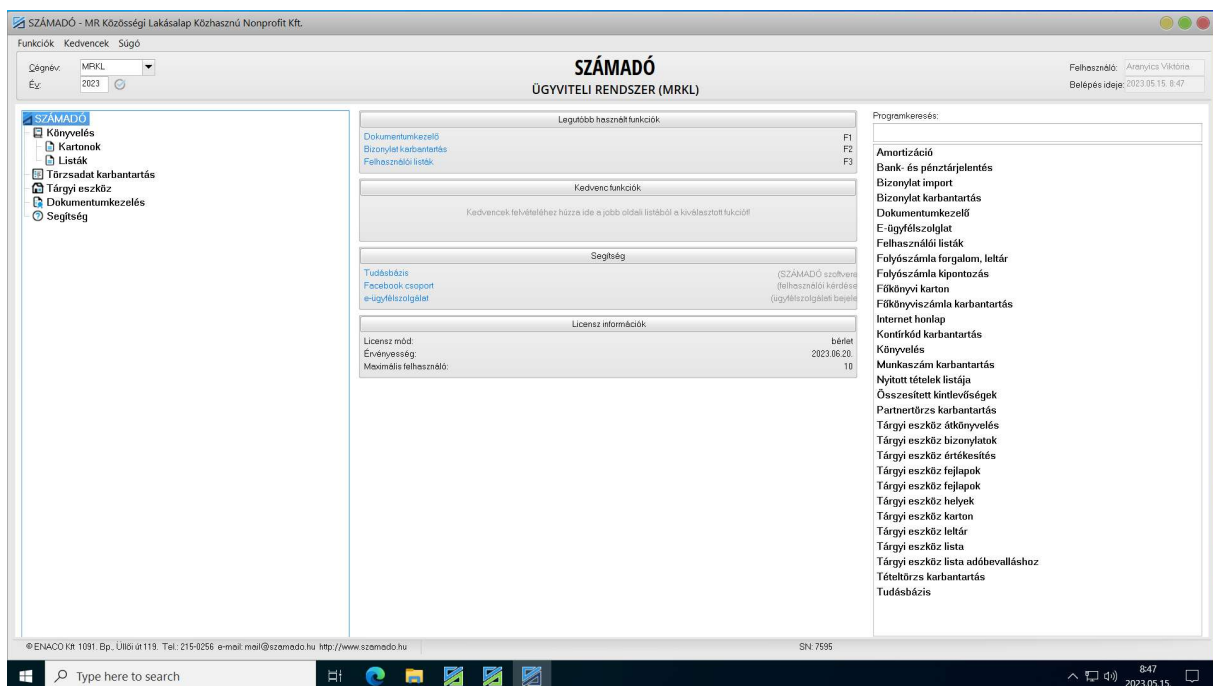 SZÁMADÓ - MR Közösségi Lakásalap Közhasznú Nonprofit Kft.
Funkciók Kedvencek Súgó
Cégnév: MRKL
Év: 2023
SZÁMADÓ
ÜGYVITELI RENDSZER (MRKL)
Felhasználó: Aranyics Viktória
Belépés ideje: 2023.05.15. 8:47
SZÁMADÓ
Könyvelés
Kartonok
Listák
Törzsadat karbantartás
Tárgyi eszköz
Dokumentumkezelés
Segítség
Legutóbb használt funkciók
Dokumentumkezelő F1
Bizonylat karbantartás F2
Felhasználói listák F3
Kedvenc funkciók
Kedvencek felvételéhez húzza ide a jobb oldali listából a kiválasztott fukciót!
Segítség
Tudásbázis (SZÁMADÓ szoftvere
Facebook csoport (felhasználói kérdése
e-ügyfélszolgálat (ügyfélszolgálati bejele
Licensz információk
Licensz mód: bérlet
Érvényesség: 2023.06.20.
Maximális felhasználó: 10
Programkeresés:
Amortizáció
Bank- és pénztárjelentés
Bizonylat import
Bizonylat karbantartás
Dokumentumkezelő
E-ügyfélszolglat
Felhasználói listák
Folyószámla forgalom, leltár
Folyószámla kipontozás
Főkönyvi karton
Főkönyviszámla karbantartás
Internet honlap
Kontírkód karbantartás
Könyvelés
Munkaszám karbantartás
Nyitott tételek listája
Összesített kintlevőségek
Partnertörzs karbantartás
Tárgyi eszköz átkönyvelés
Tárgyi eszköz bizonylatok
Tárgyi eszköz értékesítés
Tárgyi eszköz fejlapok
Tárgyi eszköz fejlapok
Tárgyi eszköz helyek
Tárgyi eszköz karton
Tárgyi eszköz leltár
Tárgyi eszköz lista
Tárgyi eszköz lista adóbevalláshoz
Tételtörzs karbantartás
Tudásbázis
© ENACO Kft 1091. Bp., Üllői út 119. Tel.: 215-0256 e-mail: mail@szamado.hu http://www.szamado.hu SN: 7595
Type here to search
8:47
2023.05.15.